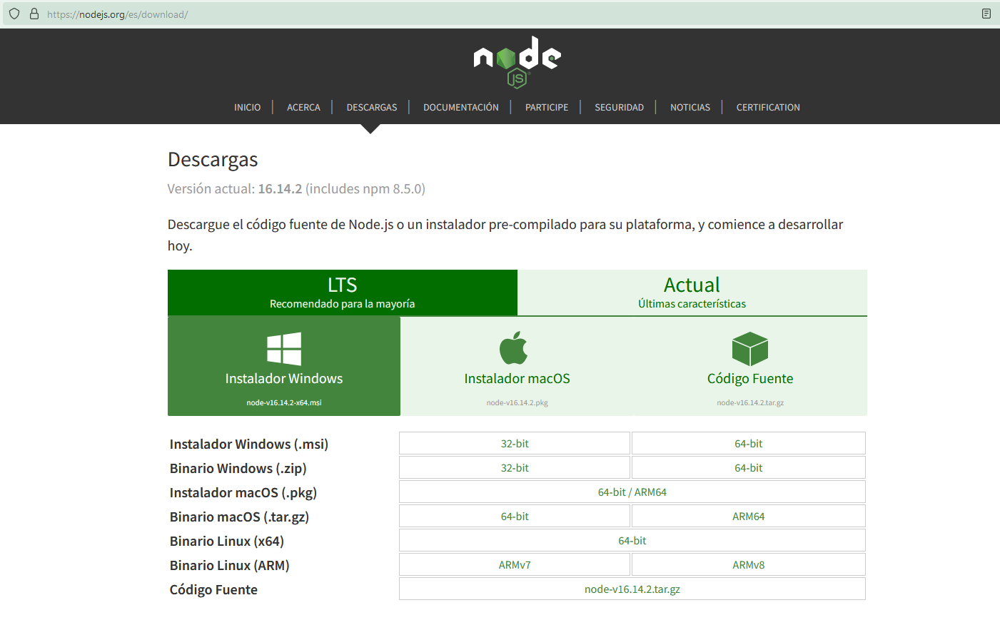 https://nodejs.org/es/download/
node
JS
INICIO | ACERCA | DESCARGAS | DOCUMENTACIÓN | PARTICIPE | SEGURIDAD | NOTICIAS | CERTIFICATION
Descargas
Versión actual: 16.14.2 (includes npm 8.5.0)
Descargue el código fuente de Node.js o un instalador pre-compilado para su plataforma, y comience a desarrollar
hoy.
LTS
Recomendado para la mayoría
Actual
Últimas características
Instalador Windows
node-v16.14.2-x64.msi
Instalador macOS
node-v16.14.2.pkg
Código Fuente
node-v16.14.2.tar.gz
Instalador Windows (.msi) 32-bit 64-bit
Binario Windows (.zip) 32-bit 64-bit
Instalador macOS (.pkg) 64-bit / ARM64
Binario macOS (.tar.gz) 64-bit ARM64
Binario Linux (x64) 64-bit
Binario Linux (ARM) ARMv7 ARMv8
Código Fuente node-v16.14.2.tar.gz